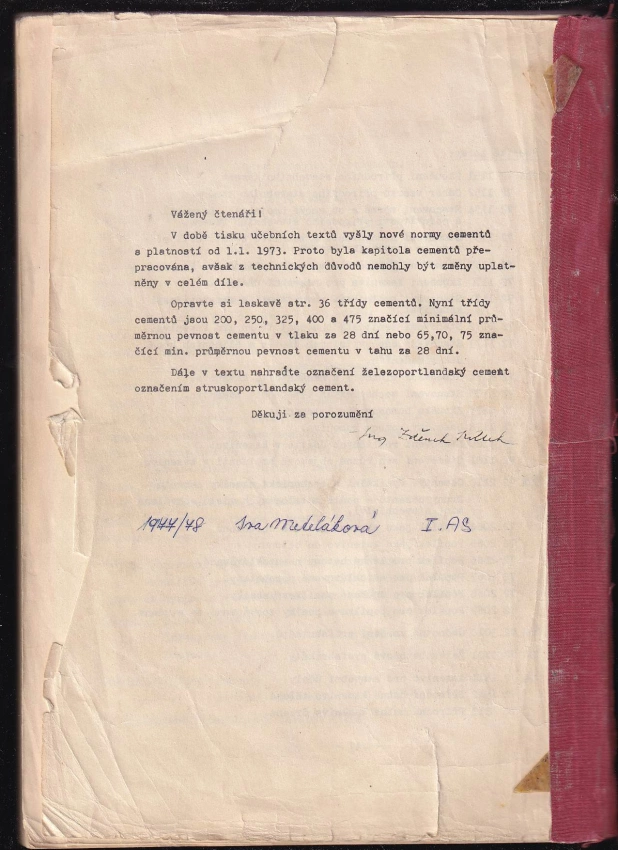 Vážený čtenáři!
V době tisku učebních textů vyšly nové normy cementů
s platností od 1.1. 1973. Proto byla kapitola cementů pře-
pracována, avšak z technických důvodů nemohly být změny uplat-
něny v celém díle.
Opravte si laskavě str. 36 třídy cementů. Nyní třídy
cementů jsou 200, 250, 325, 400 a 475 značící minimální prů-
měrnou pevnost cementu v tlaku za 28 dní nebo 65,70, 75 zna-
čící min. průměrnou pevnost cementu v tahu za 28 dní.
Dále v textu nahraďte označení železoportlandský cement
označením struskoportlandský cement.
Děkuji za porozumění
Ing Zděnek
1977/78 Iva Meteláková I. AS